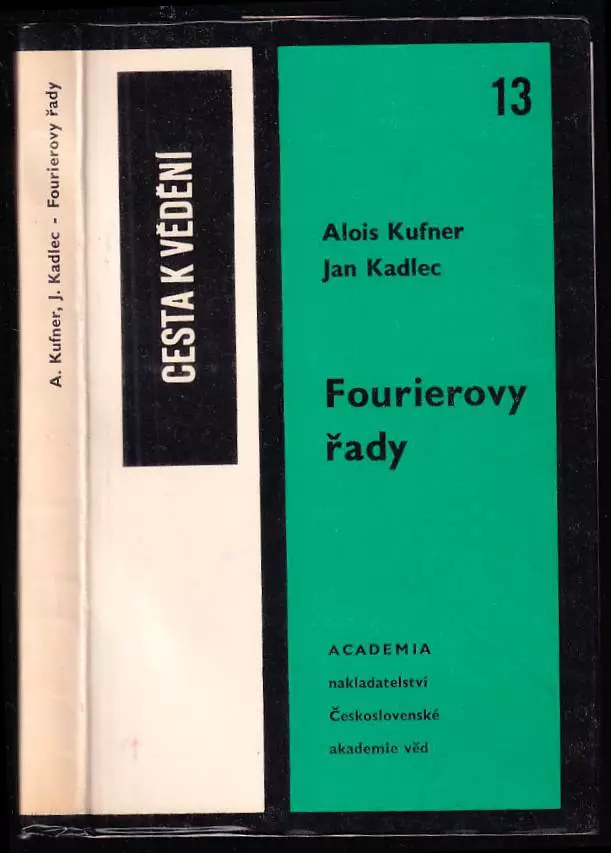 A. Kufner, J. Kadlec - Fourierovy řady
CESTA K VĚDĚNÍ
13
Alois Kufner
Jan Kadlec
Fourierovy
řady
ACADEMIA
nakladatelství
Československé
akademie věd